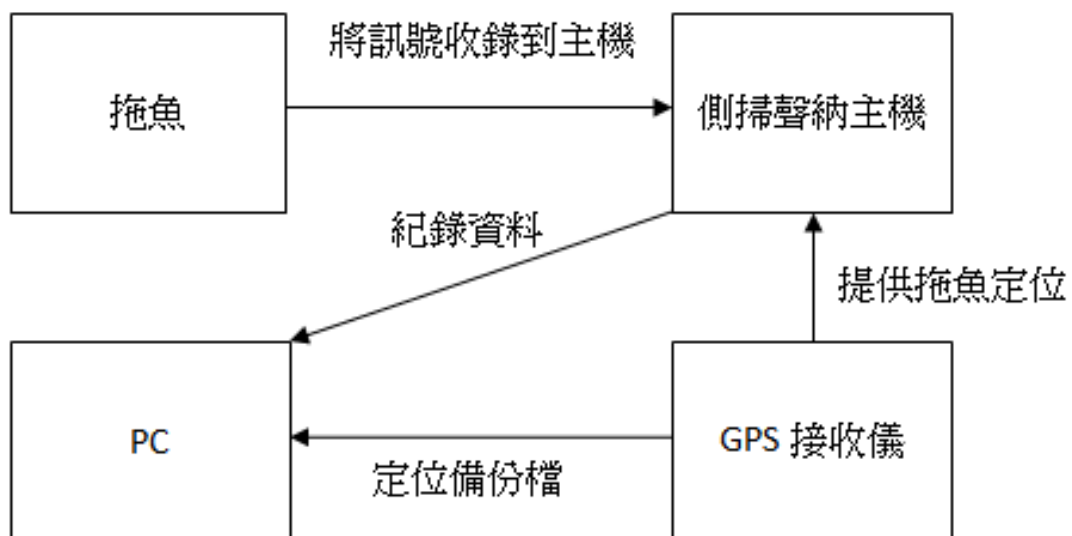 將訊號收錄到主機
拖魚
側掃聲納主機
紀錄資料
提供拖魚定位
PC
GPS 接收儀
定位備份檔